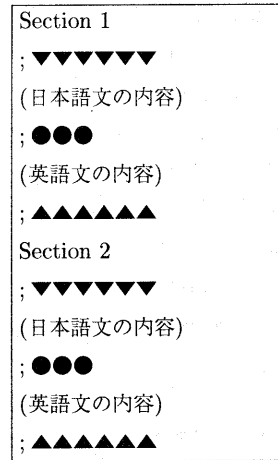 Section 1
; ▼▼▼▼▼▼
(日本語文の内容)
; ●●●
(英語文の内容)
; ▲▲▲▲▲▲
Section 2
; ▼▼▼▼▼▼
(日本語文の内容)
; ●●●
(英語文の内容)
; ▲▲▲▲▲▲